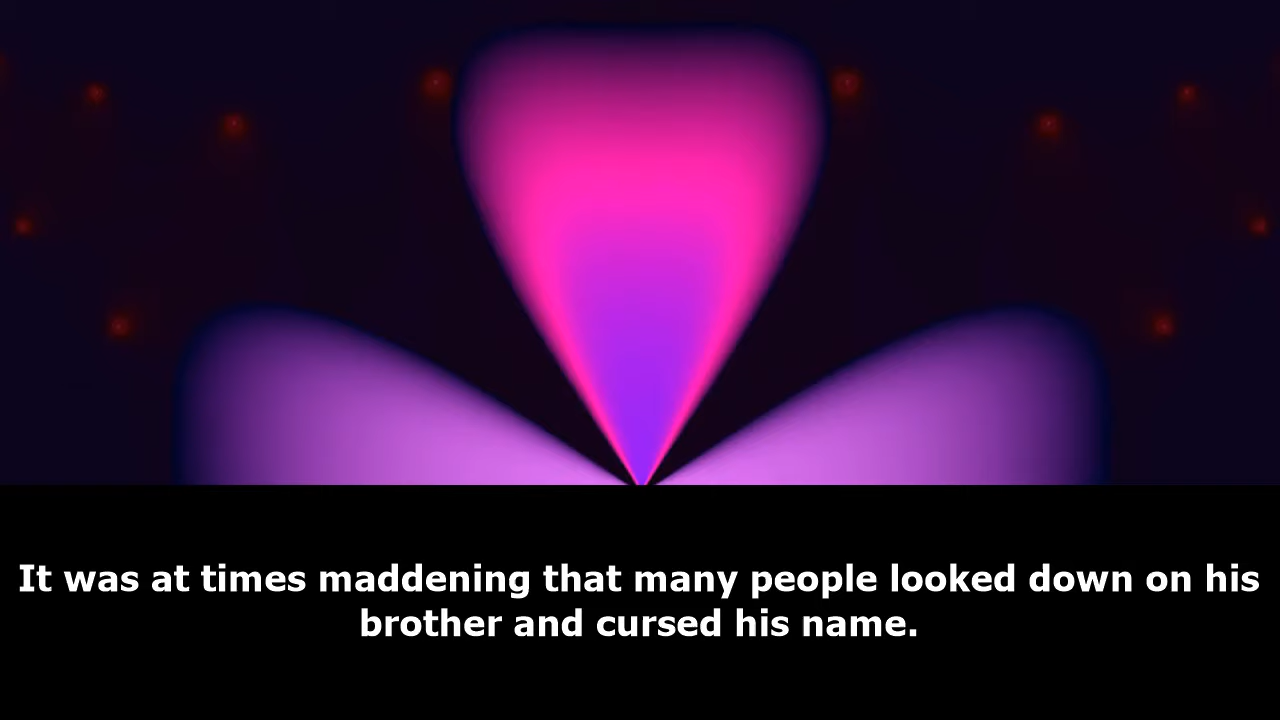 It was at times maddening that many people looked down on his
brother and cursed his name.